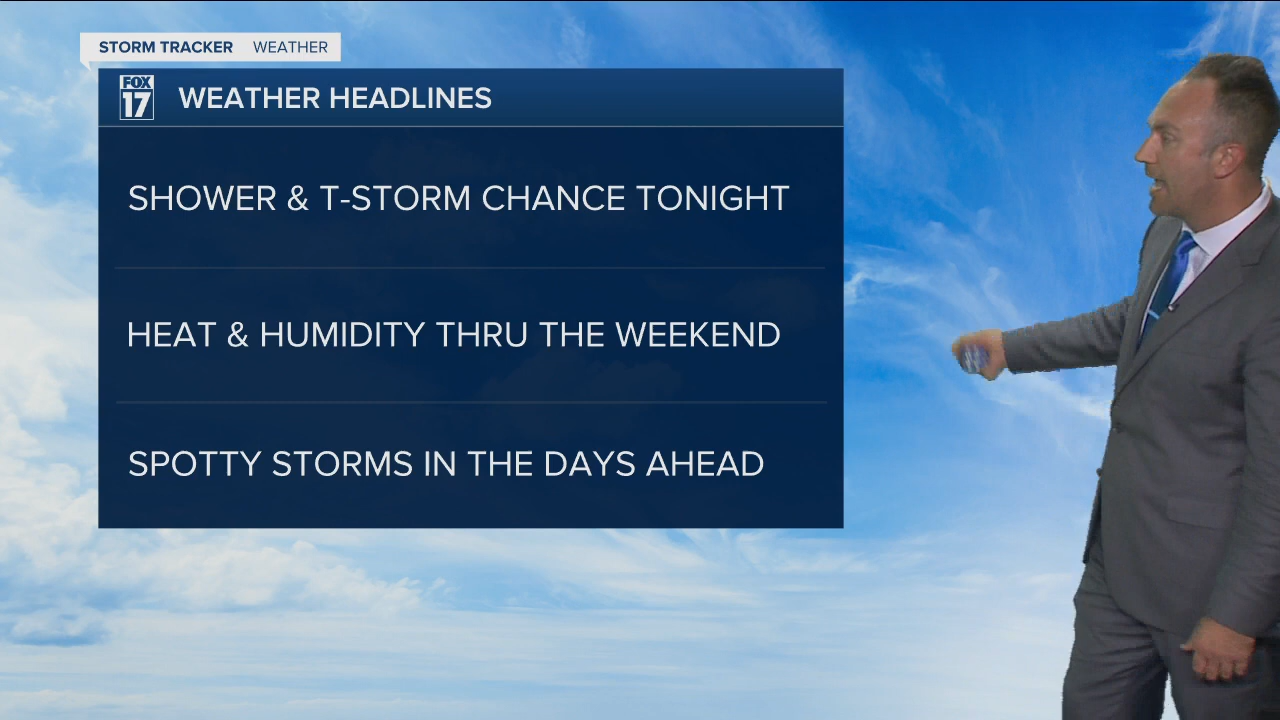 STORM TRACKER WEATHER
FOX
17
WEATHER HEADLINES
SHOWER & T-STORM CHANCE TONIGHT
HEAT & HUMIDITY THRU THE WEEKEND
SPOTTY STORMS IN THE DAYS AHEAD